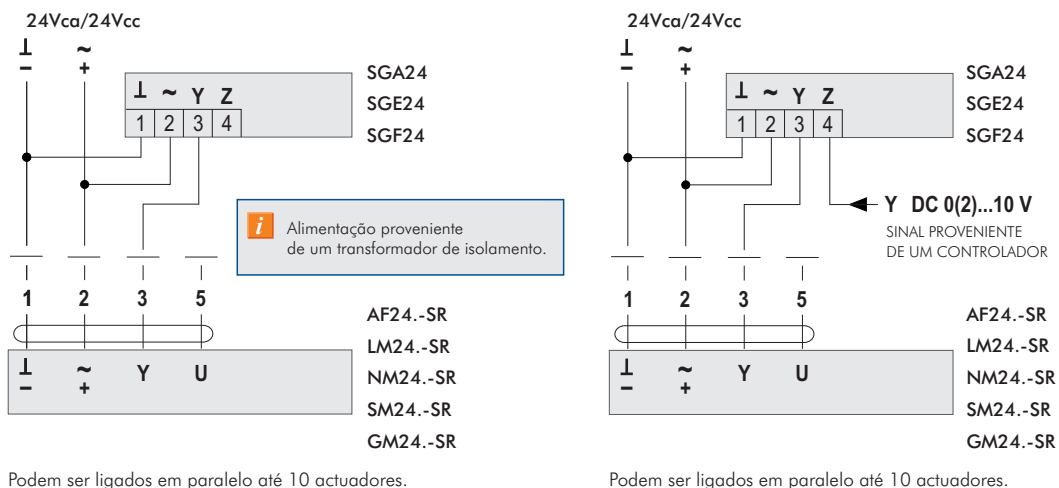 24Vca/24Vcc
⊥ ~
− +
SGA24
⊥ ~ Y Z
SGE24
1 2 3 4
SGF24
i Alimentação proveniente
de um transformador de isolamento.
1 2 3 5
AF24.-SR
LM24.-SR
⊥ ~ Y U
− +
NM24.-SR
SM24.-SR
GM24.-SR
Podem ser ligados em paralelo até 10 actuadores.
24Vca/24Vcc
⊥ ~
− +
SGA24
⊥ ~ Y Z
SGE24
1 2 3 4
SGF24
Y DC 0(2)...10 V
SINAL PROVENIENTE
DE UM CONTROLADOR
1 2 3 5
AF24.-SR
LM24.-SR
⊥ ~ Y U
− +
NM24.-SR
SM24.-SR
GM24.-SR
Podem ser ligados em paralelo até 10 actuadores.